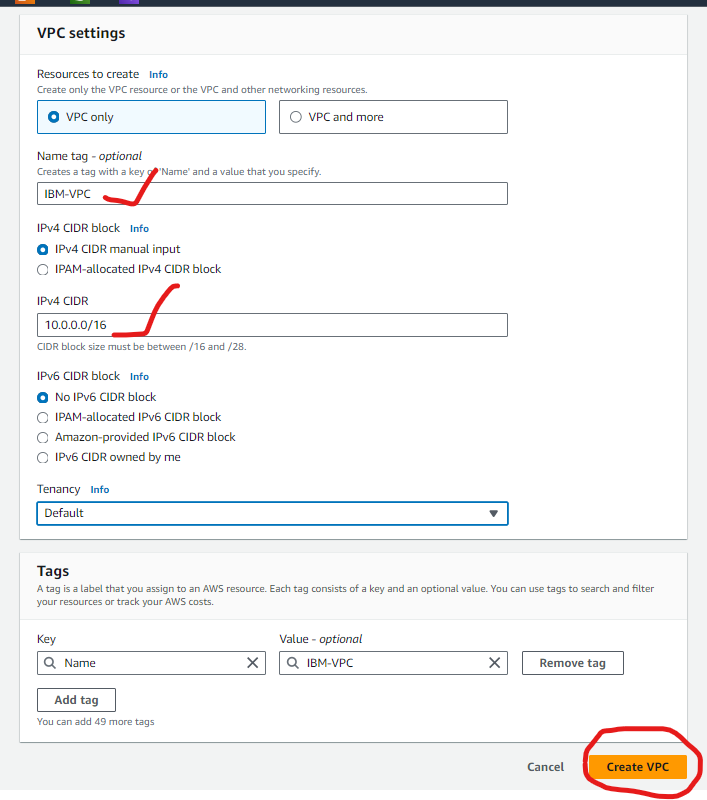 VPC settings
Resources to create Info
Create only the VPC resource or the VPC and other networking resources.
VPC only
VPC and more
Name tag - optional
Creates a tag with a key of 'Name' and a value that you specify.
IBM-VPC
IPv4 CIDR block Info
IPv4 CIDR manual input
IPAM-allocated IPv4 CIDR block
IPv4 CIDR
10.0.0.0/16
CIDR block size must be between /16 and /28.
IPv6 CIDR block Info
No IPv6 CIDR block
IPAM-allocated IPv6 CIDR block
Amazon-provided IPv6 CIDR block
IPv6 CIDR owned by me
Tenancy Info
Default
Tags
A tag is a label that you assign to an AWS resource. Each tag consists of a key and an optional value. You can use tags to search and filter
your resources or track your AWS costs.
Key
Value - optional
Name
IBM-VPC
Remove tag
Add tag
You can add 49 more tags
Cancel
Create VPC